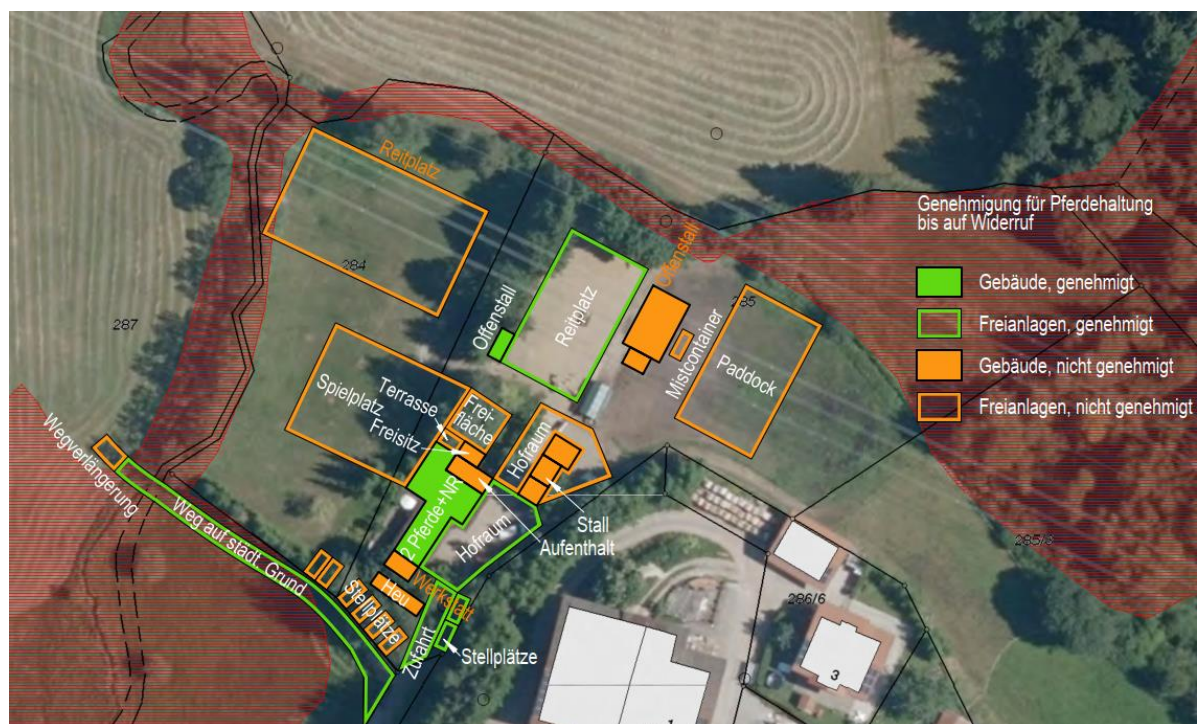 Reitplatz
Genehmigung für Pferdehaltung
bis auf Widerruf
Offenstall
284
285
Reitplatz
Offenstall
Gebäude, genehmigt
Freianlagen, genehmigt
Gebäude, nicht genehmigt
Freianlagen, nicht genehmigt
287
Mistcontainer
Paddock
Terrasse
Spielplatz
Freisitz
Frei-
fläche
Hofraum
Wegverlängerung
Weg auf städt. Grund
2 Pferde+NR
Hofraum
Stall
Aufenthalt
285/3
286/6
Heu
Werkstatt
Stellplätze
Zufahrt
Stellplätze
3
1